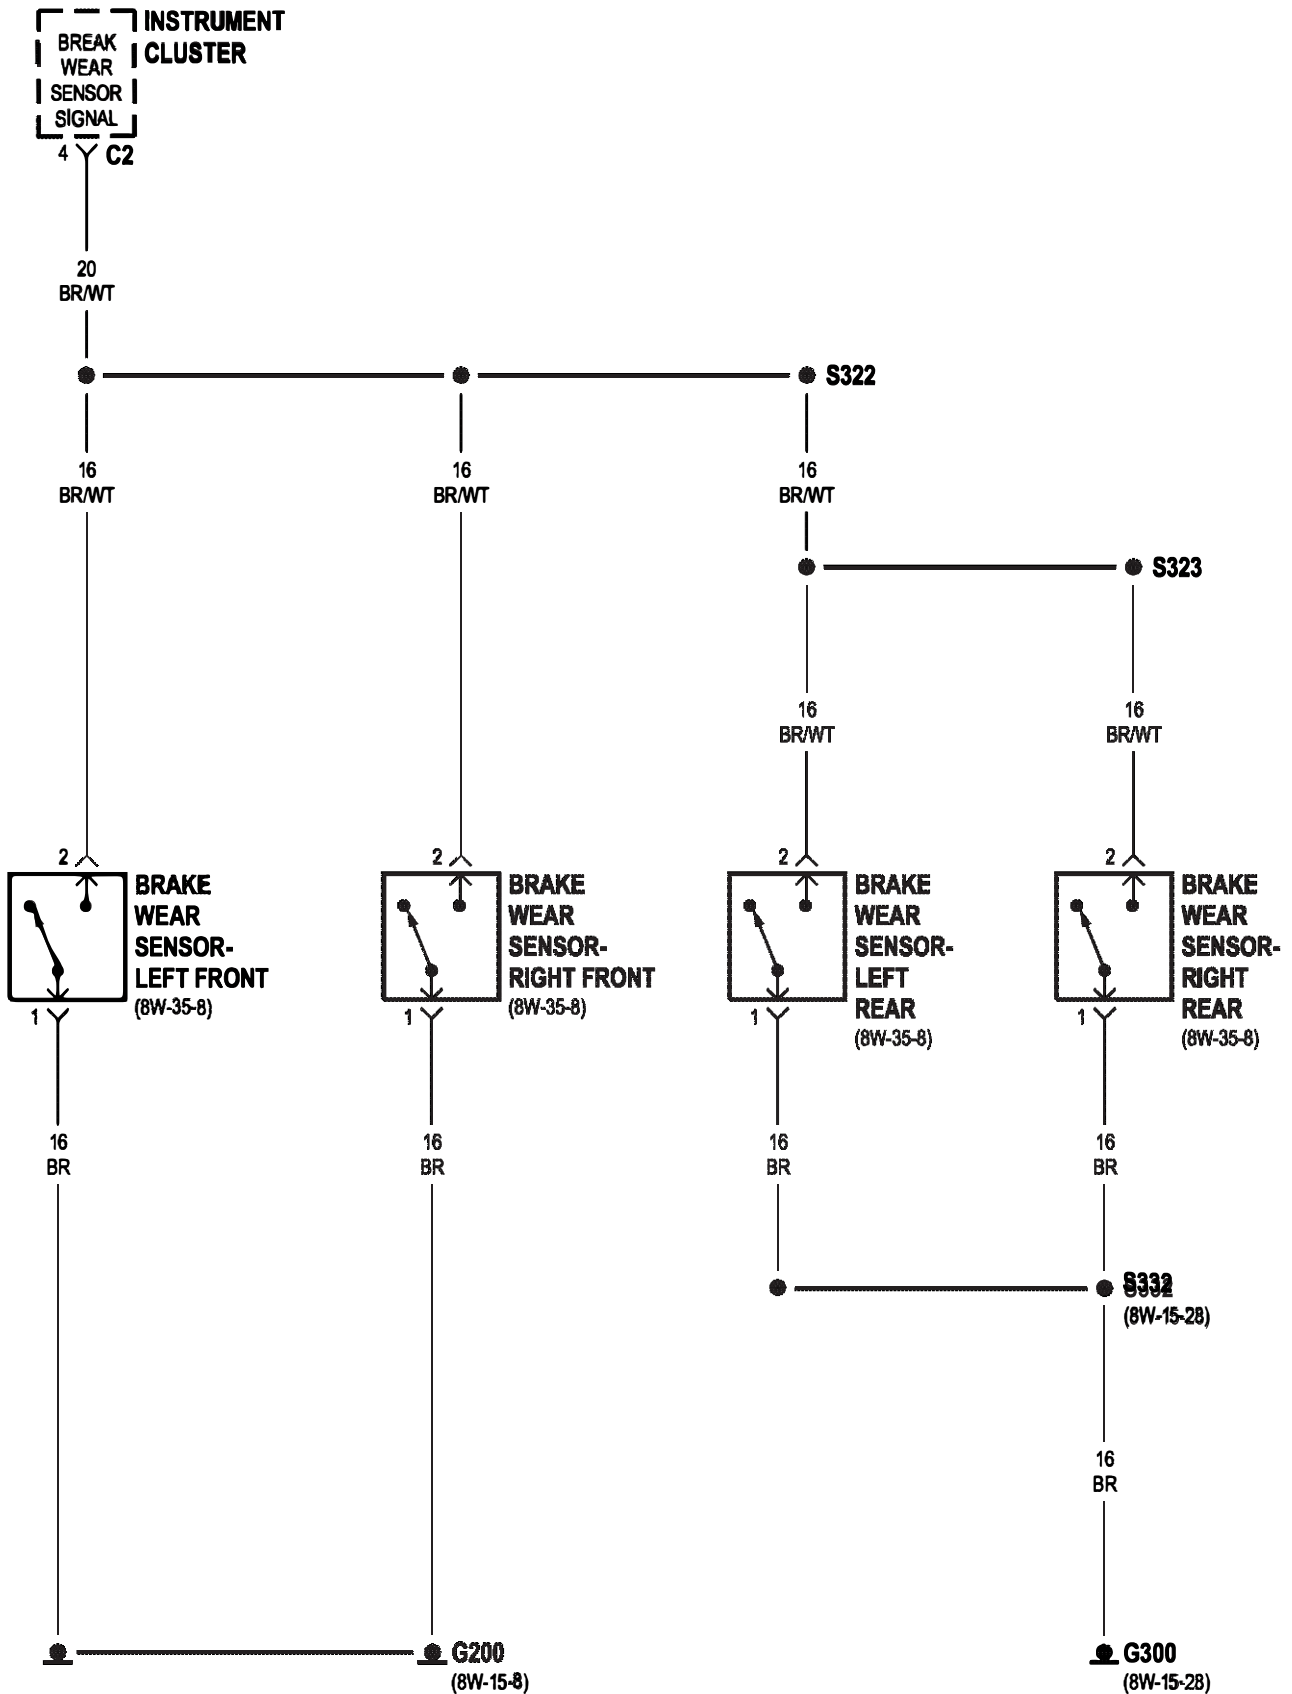 INSTRUMENT
CLUSTER
BREAK
WEAR
SENSOR
SIGNAL
4
C2
20
BR/WT
S322
16
BR/WT
16
BR/WT
16
BR/WT
S323
16
BR/WT
16
BR/WT
2
BRAKE
WEAR
SENSOR-
LEFT FRONT
(8W-35-8)
1
2
BRAKE
WEAR
SENSOR-
RIGHT FRONT
(8W-35-8)
1
2
BRAKE
WEAR
SENSOR-
LEFT
REAR
(8W-35-8)
1
2
BRAKE
WEAR
SENSOR-
RIGHT
REAR
(8W-35-8)
1
16
BR
16
BR
16
BR
16
BR
S332
(8W-15-28)
16
BR
G200
(8W-15-8)
G300
(8W-15-28)